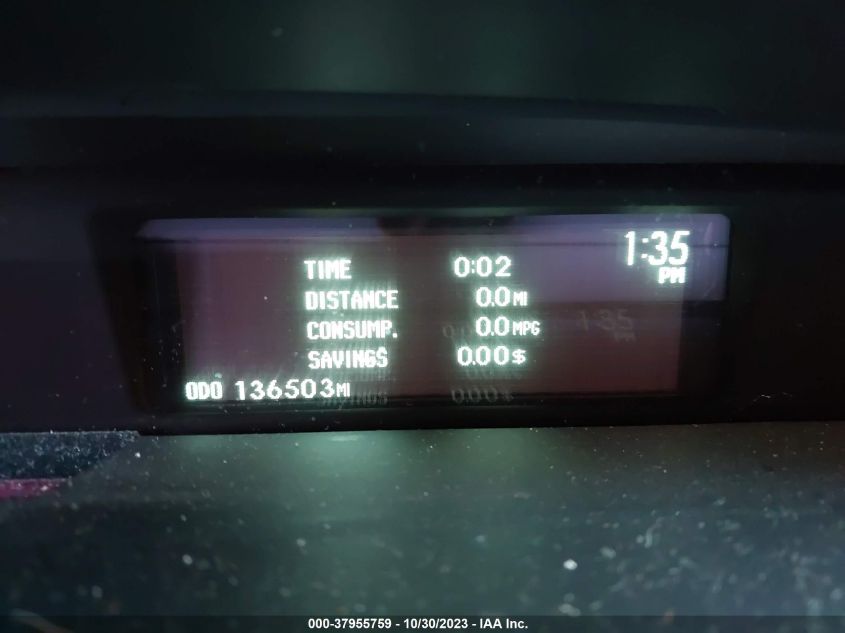 1:35
PM
TIME 0:02
DISTANCE 0.0 MI
CONSUMP. 0.0 MPG
SAVINGS 0.00 $
ODO 136503 MI
000-37955759 - 10/30/2023 - IAA Inc.